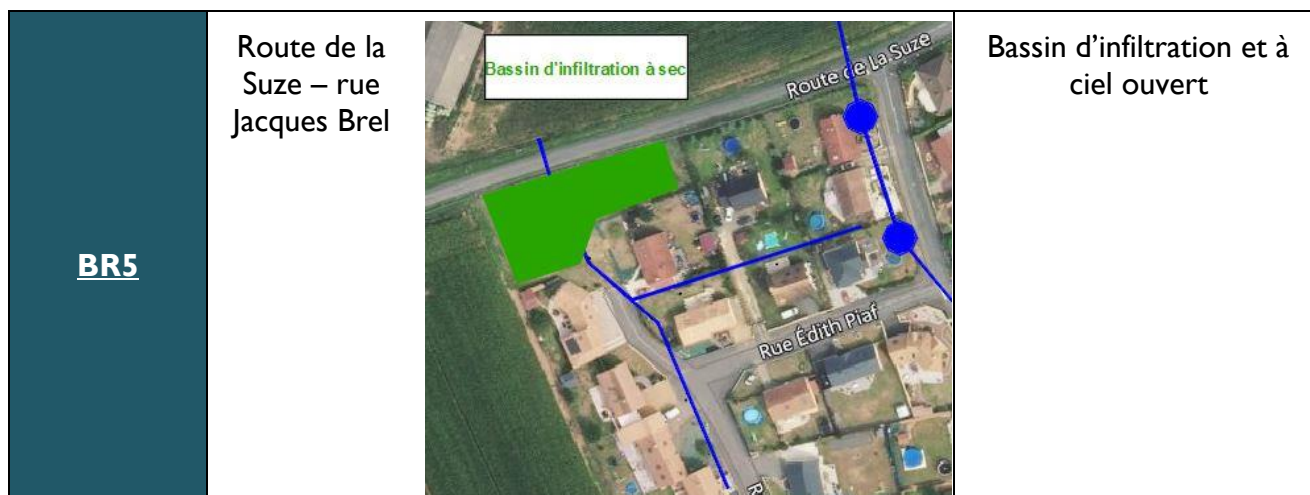 BR5
Route de la
Suze – rue
Jacques Brel
Bassin d'infiltration à sec
Route de La Suze
Rue Édith Piaf
R
Bassin d’infiltration et à
ciel ouvert